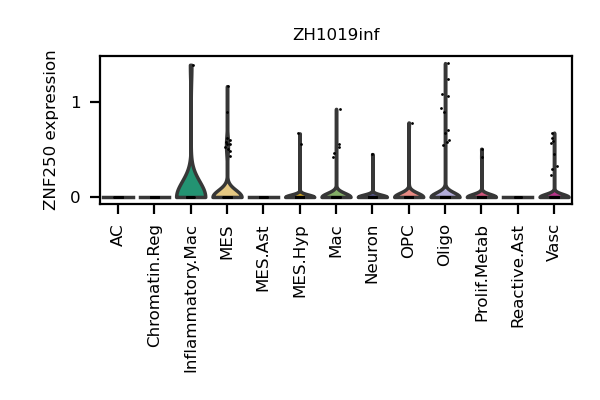 ZH1019inf
ZNF250 expression
1
0
AC
Chromatin.Reg
Inflammatory.Mac
MES
MES.Ast
MES.Hyp
Mac
Neuron
OPC
Oligo
Prolif.Metab
Reactive.Ast
Vasc